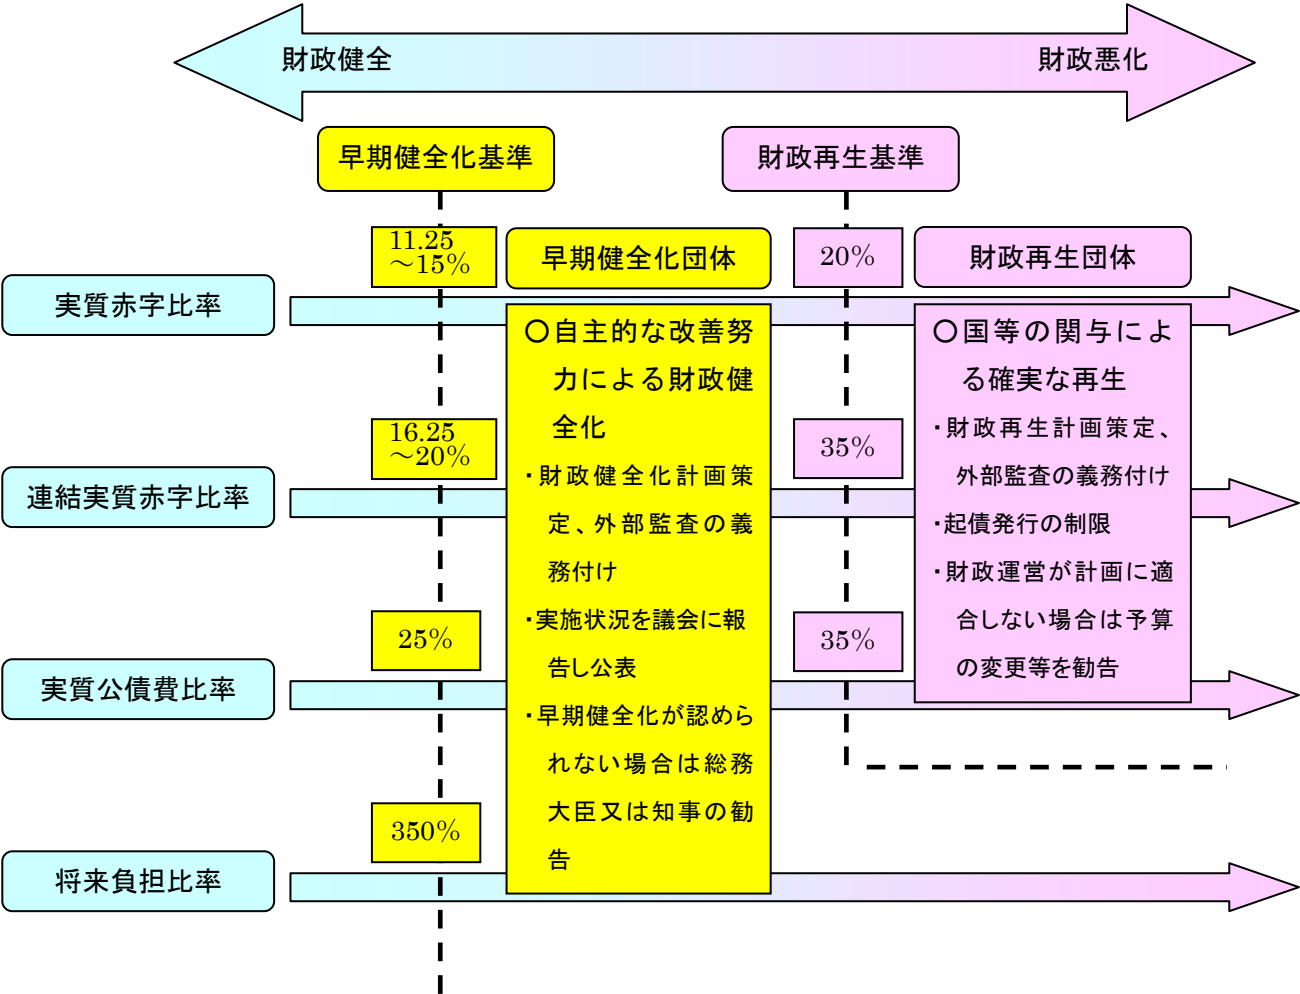 財政健全
財政悪化
早期健全化基準
財政再生基準
11.25
～15%
早期健全化団体
20%
財政再生団体
実質赤字比率
○自主的な改善努
力による財政健
全化
・財政健全化計画策
定、外部監査の義
務付け
・実施状況を議会に報
告し公表
・早期健全化が認めら
れない場合は総務
大臣又は知事の勧
告
○国等の関与によ
る確実な再生
・財政再生計画策定、
外部監査の義務付け
・起債発行の制限
・財政運営が計画に適
合しない場合は予算
の変更等を勧告
16.25
～20%
35%
連結実質赤字比率
25%
35%
実質公債費比率
350%
将来負担比率